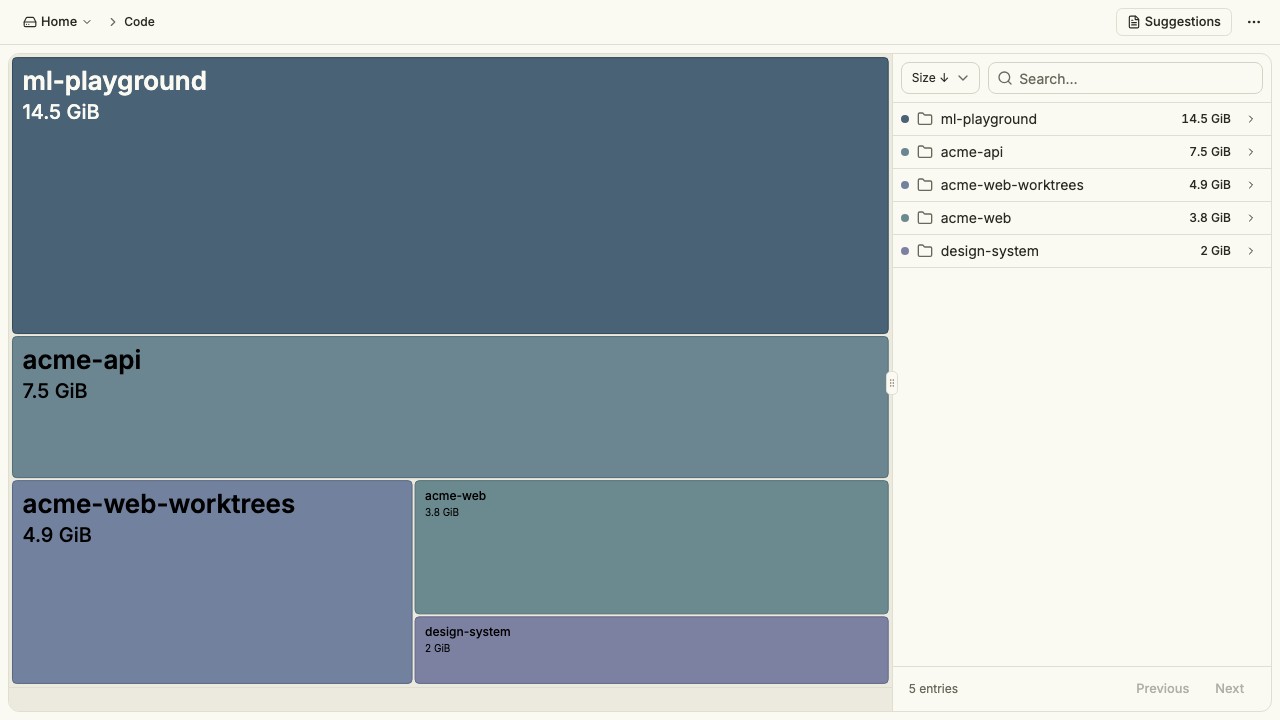 Home
Code
Suggestions
ml-playground
14.5 GiB
acme-api
7.5 GiB
acme-web-worktrees
4.9 GiB
acme-web
3.8 GiB
design-system
2 GiB
Size ↓
Search...
ml-playground 14.5 GiB
acme-api 7.5 GiB
acme-web-worktrees 4.9 GiB
acme-web 3.8 GiB
design-system 2 GiB
5 entries
Previous
Next